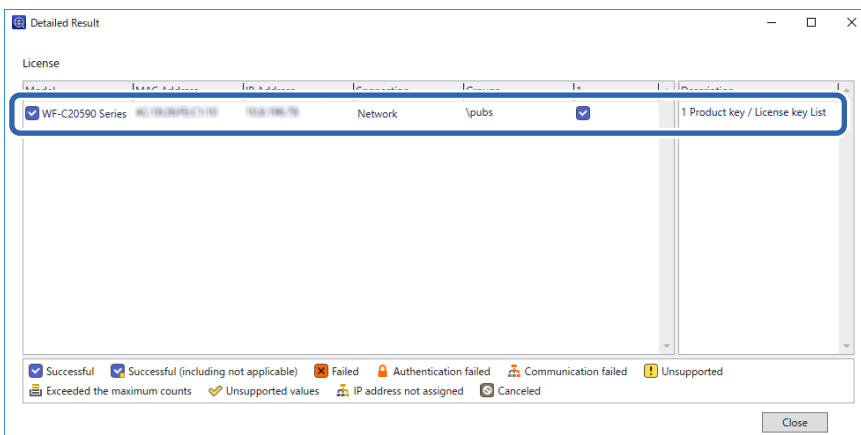 Detailed Result
License
Model MAC Address IP Address Connection Groups 1 Description
WF-C20590 Series Network \pubs 1 Product key / License key List
Successful Successful (including not applicable) Failed Authentication failed Communication failed Unsupported
Exceeded the maximum counts Unsupported values IP address not assigned Canceled
Close